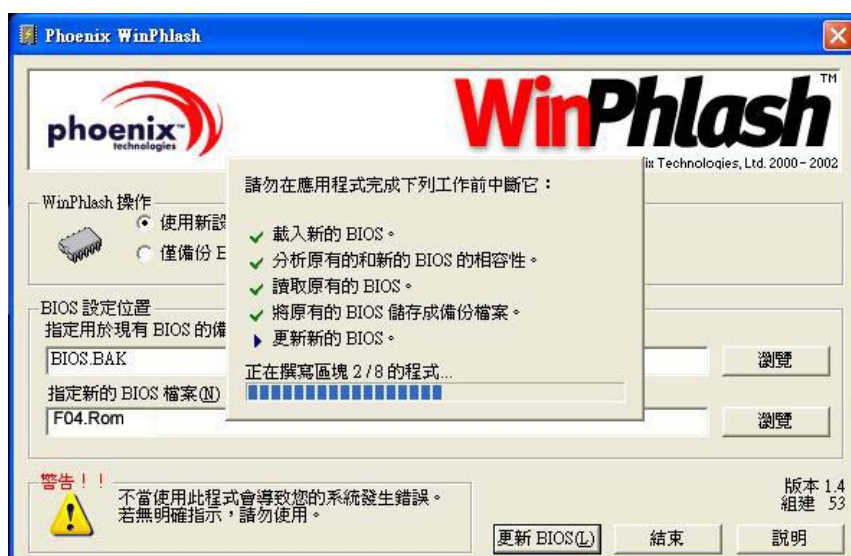 Phoenix WinPhlash
phoenix™
technologies
WinPhlash™
ix Technologies, Ltd. 2000-2002
請勿在應用程式完成下列工作前中斷它：
載入新的 BIOS。
分析原有的和新的 BIOS 的相容性。
讀取原有的 BIOS。
將原有的 BIOS 儲存成備份檔案。
更新新的 BIOS。
正在撰寫區塊 2/8 的程式...
WinPhlash 操作
使用新設
僅備份
BIOS 設定位置
指定用於現有 BIOS 的備
BIOS.BAK
瀏覽
指定新的 BIOS 檔案(N)
F04.Rom
瀏覽
警告！！
不當使用此程式會導致您的系統發生錯誤。
若無明確指示，請勿使用。
版本 1.4
組建 53
更新 BIOS(L)
結束
說明